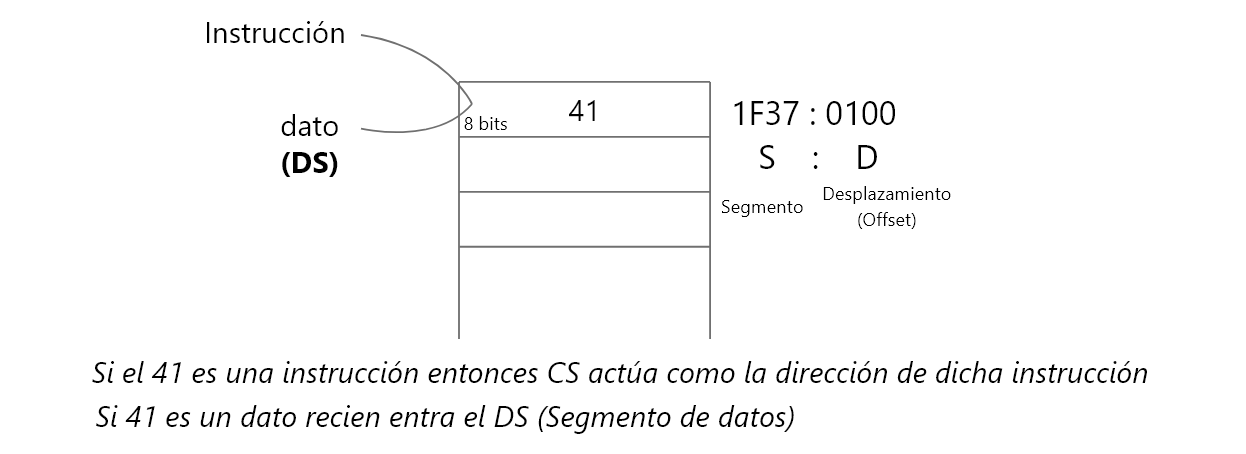 Instrucción
dato
(DS)
8 bits
41
1F37 : 0100
S : D
Segmento
Desplazamiento
(Offset)
Si el 41 es una instrucción entonces CS actúa como la dirección de dicha instrucción
Si 41 es un dato recien entra el DS (Segmento de datos)